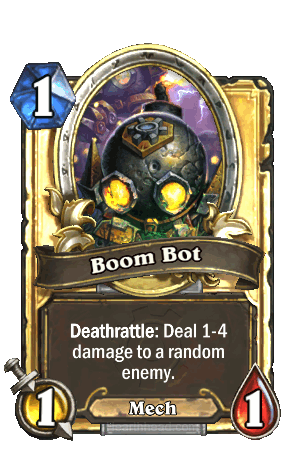 1
Boom Bot
Deathrattle: Deal 1-4
damage to a random
enemy.
1
Mech
1